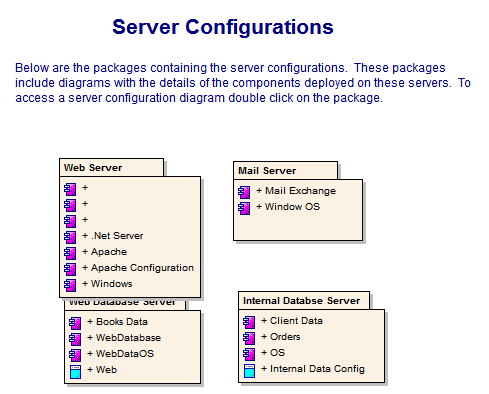 Server Configurations
Below are the packages containing the server configurations. These packages
include diagrams with the details of the components deployed on these servers. To
access a server configuration diagram double click on the package.
Web Server
+
+
+
+ .Net Server
+ Apache
+ Apache Configuration
+ Windows
Mail Server
+ Mail Exchange
+ Window OS
Web Database Server
+ Books Data
+ WebDatabase
+ WebDataOS
+ Web
Internal Databse Server
+ Client Data
+ Orders
+ OS
+ Internal Data Config